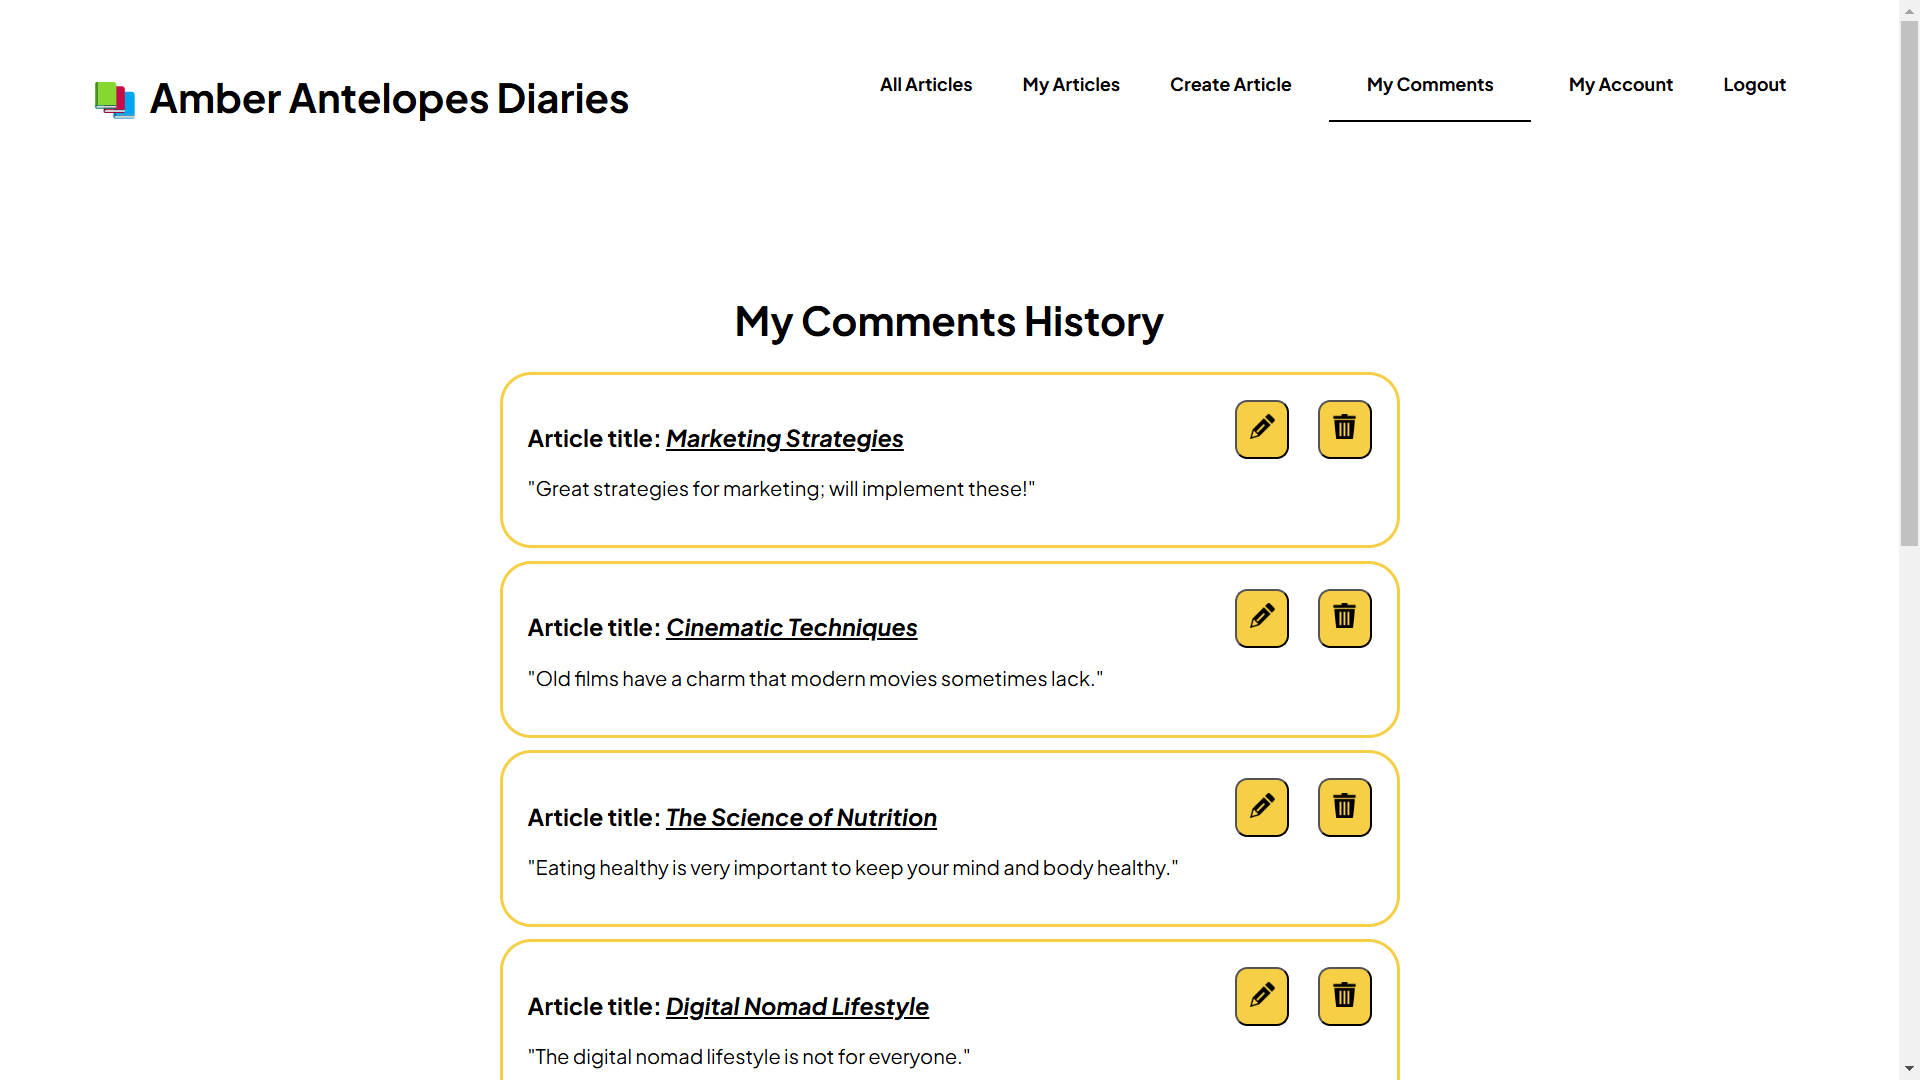 Amber Antelopes Diaries
All Articles My Articles Create Article My Comments My Account Logout
My Comments History
Article title: Marketing Strategies
"Great strategies for marketing; will implement these!"
Article title: Cinematic Techniques
"Old films have a charm that modern movies sometimes lack."
Article title: The Science of Nutrition
"Eating healthy is very important to keep your mind and body healthy."
Article title: Digital Nomad Lifestyle
"The digital nomad lifestyle is not for everyone."